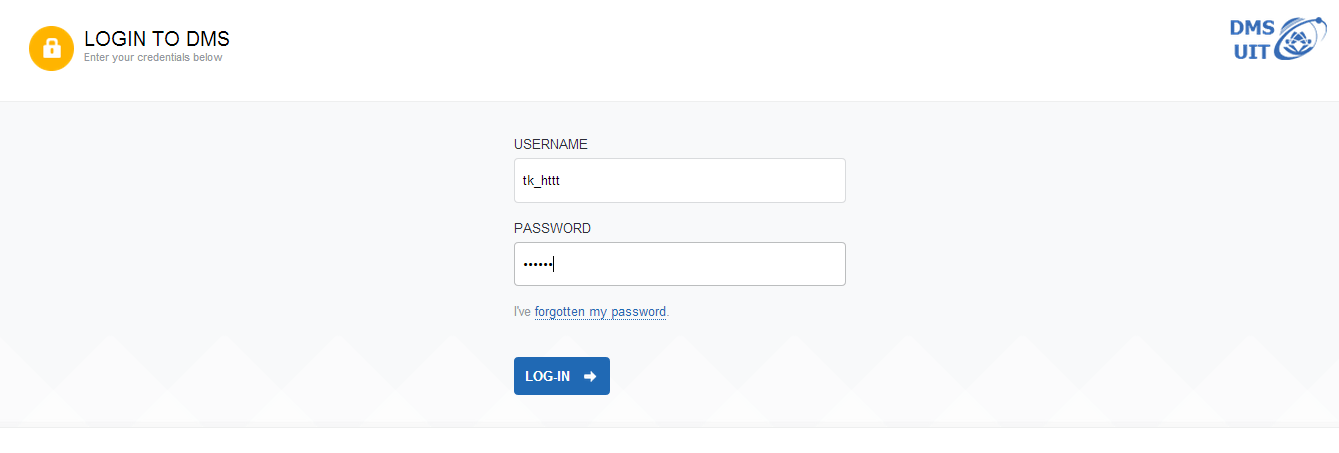 LOGIN TO DMS
Enter your credentials below
DMS
UIT
USERNAME
tk_httt
PASSWORD
••••••
I've forgotten my password.
LOG-IN